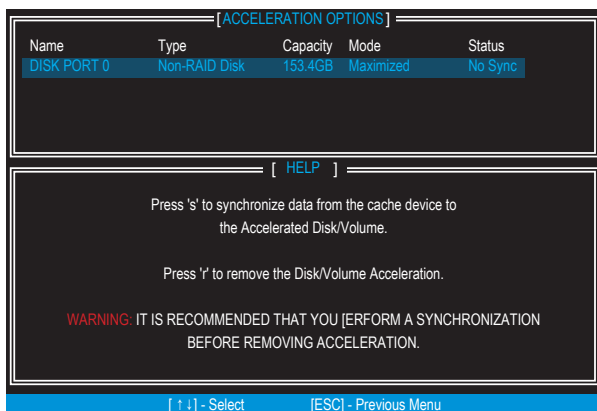 [ACCELERATION OPTIONS]
Name Type Capacity Mode Status
DISK PORT 0 Non-RAID Disk 153.4GB Maximized No Sync
[ HELP ]
Press 's' to synchronize data from the cache device to
the Accelerated Disk/Volume.
Press 'r' to remove the Disk/Volume Acceleration.
WARNING: IT IS RECOMMENDED THAT YOU [ERFORM A SYNCHRONIZATION
BEFORE REMOVING ACCELERATION.
[ ↑↓] - Select [ESC] - Previous Menu